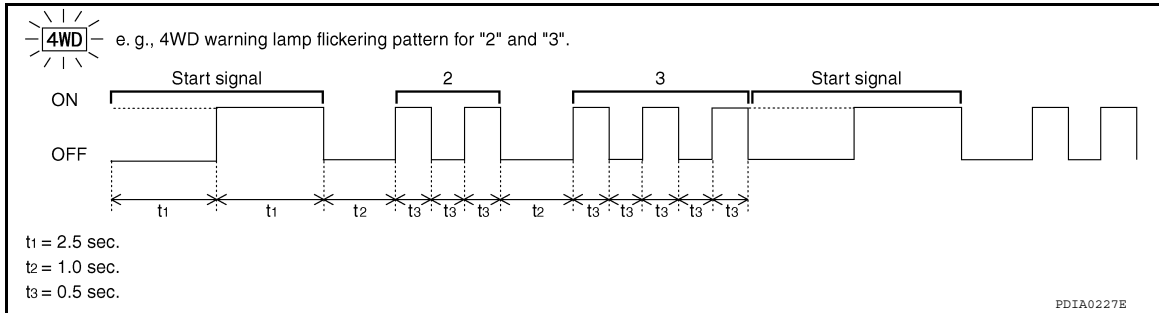 4WD e. g., 4WD warning lamp flickering pattern for "2" and "3".
Start signal 2 3 Start signal
ON
OFF
t1 t1 t2 t3 t3 t3 t2 t3 t3 t3 t3 t3
t1 = 2.5 sec.
t2 = 1.0 sec.
t3 = 0.5 sec.
PDIA0227E